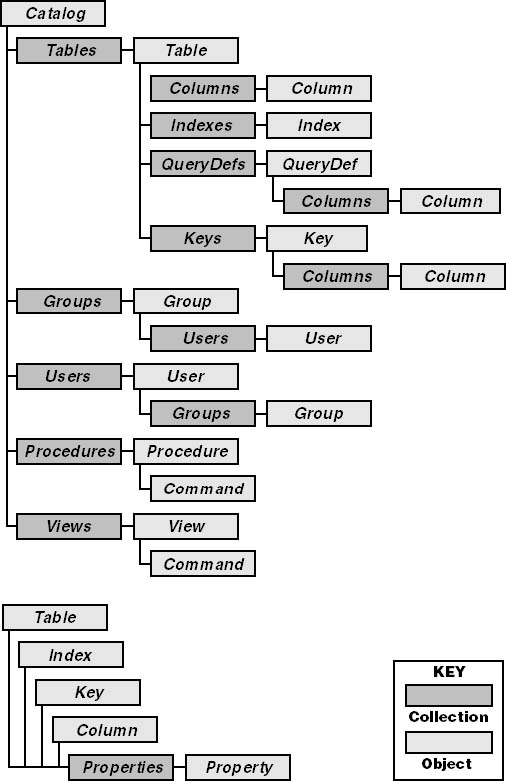 Catalog
Tables Table
Columns Column
Indexes Index
QueryDefs QueryDef
Columns Column
Keys Key
Columns Column
Groups Group
Users User
Users User
Groups Group
Procedures Procedure
Command
Views View
Command
Table
Index
Key
Column
Properties Property
KEY
Collection
Object